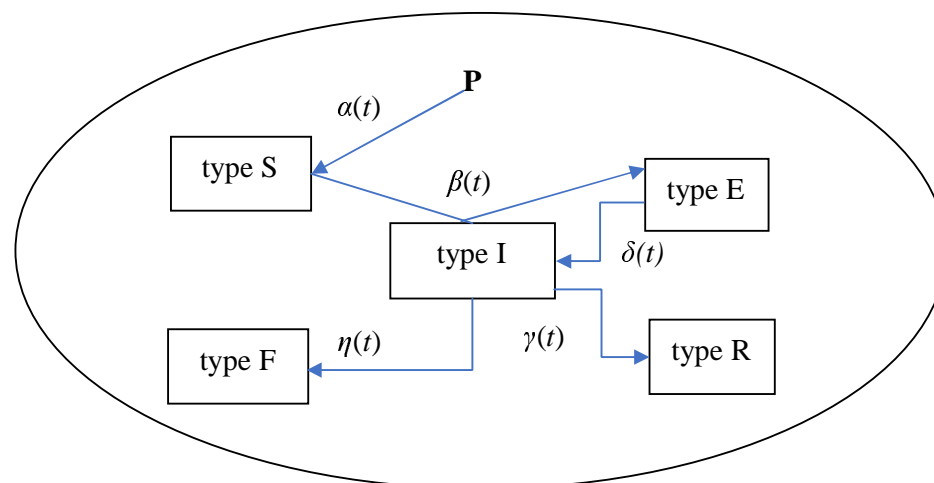 P
α(t)
type S
β(t)
type E
type I
δ(t)
η(t)
γ(t)
type F
type R